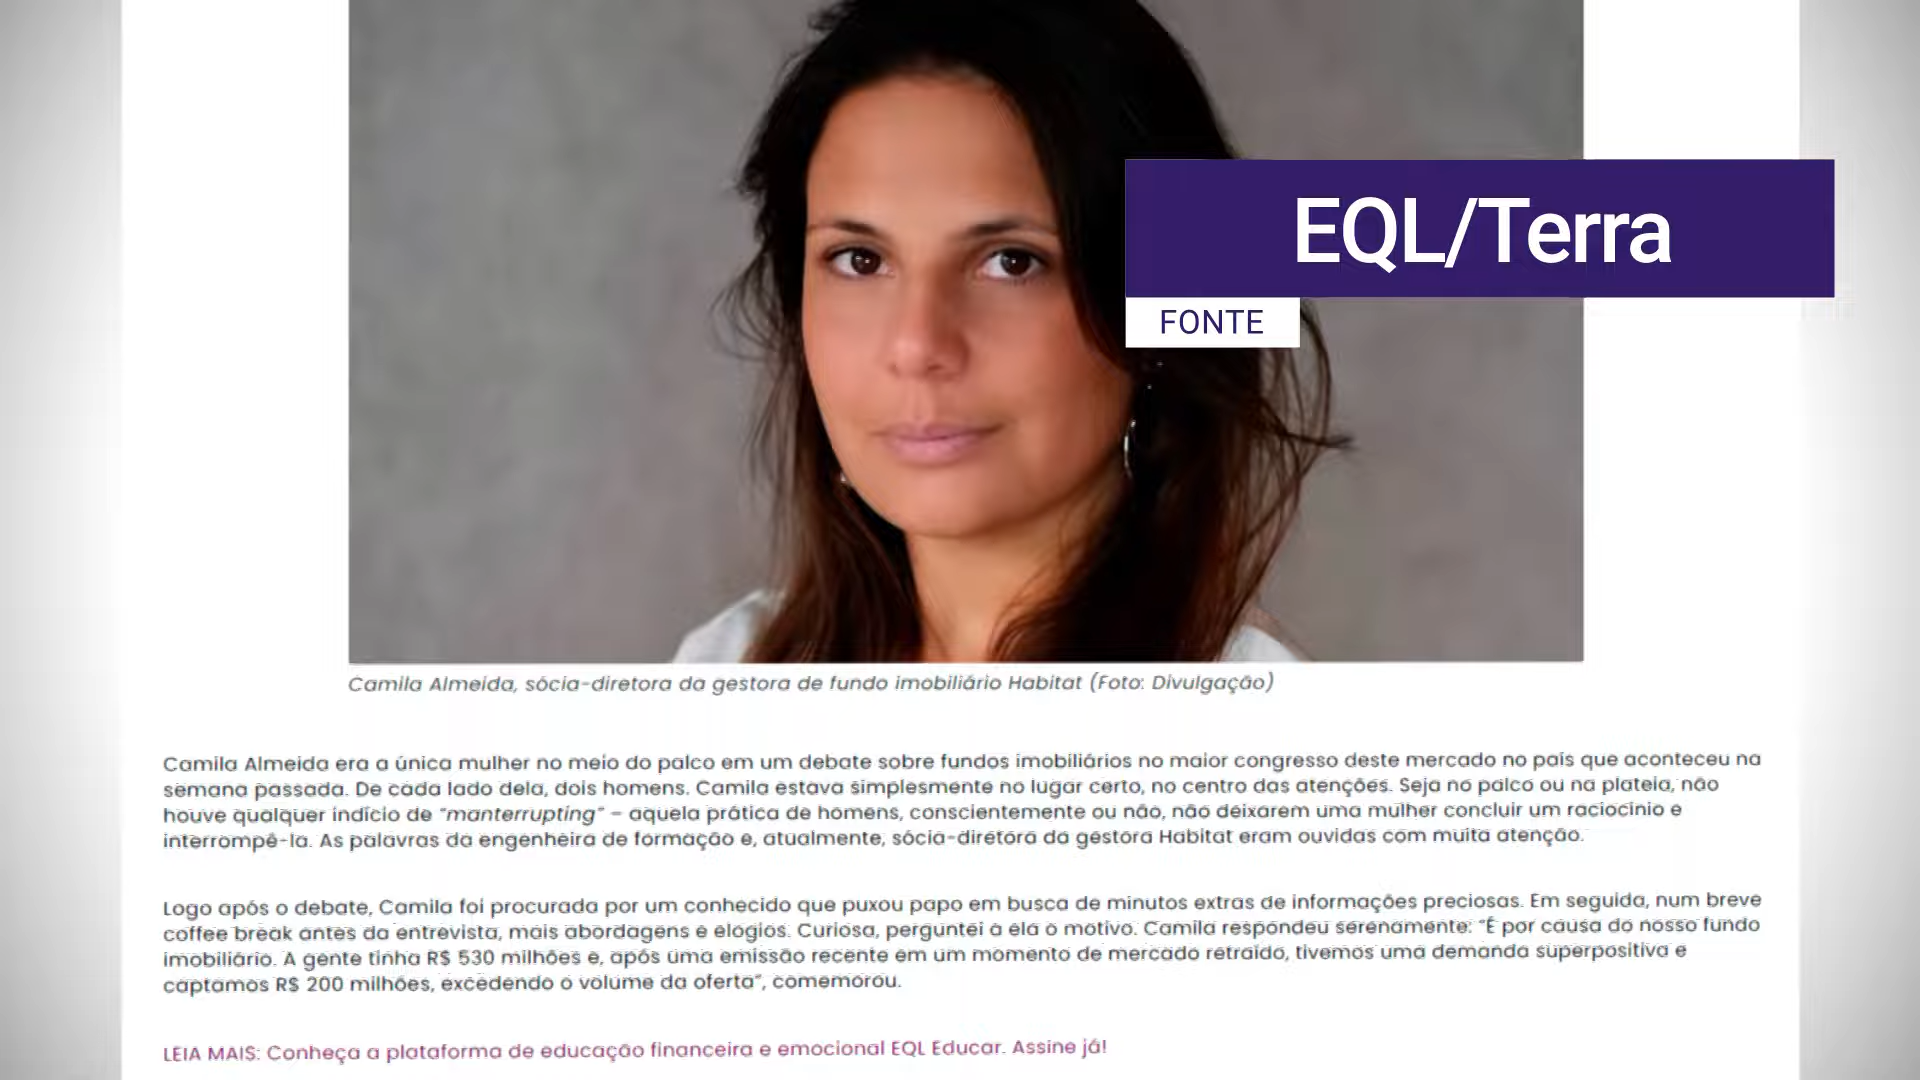 EQL/Terra
FONTE
Camila Almeida, sócia-diretora da gestora de fundo imobiliário Habitat (Foto: Divulgação)
Camila Almeida era a única mulher no meio do palco em um debate sobre fundos imobiliários no maior congresso deste mercado no país que aconteceu na
semana passada. De cada lado dela, dois homens. Camila estava simplesmente no lugar certo, no centro das atenções. Seja no palco ou na plateia, não
houve qualquer indício de “manterrupting” – aquela prática de homens, conscientemente ou não, não deixarem uma mulher concluir um raciocínio e
interrompê-la. As palavras da engenheira de formação e, atualmente, sócia-diretora da gestora Habitat eram ouvidas com muita atenção.
Logo após o debate, Camila foi procurada por um conhecido que puxou papo em busca de minutos extras de informações preciosas. Em seguida, num breve
coffee break antes da entrevista, mais abordagens e elogios. Curiosa, perguntei a ela o motivo. Camila respondeu serenamente: “É por causa do nosso fundo
imobiliário. A gente tinha R$ 530 milhões e, após uma emissão recente em um momento de mercado retraído, tivemos uma demanda superpositiva e
captamos R$ 200 milhões, excedendo o volume da oferta”, comemorou.
LEIA MAIS: Conheça a plataforma de educação financeira e emocional EQL Educar. Assine já!